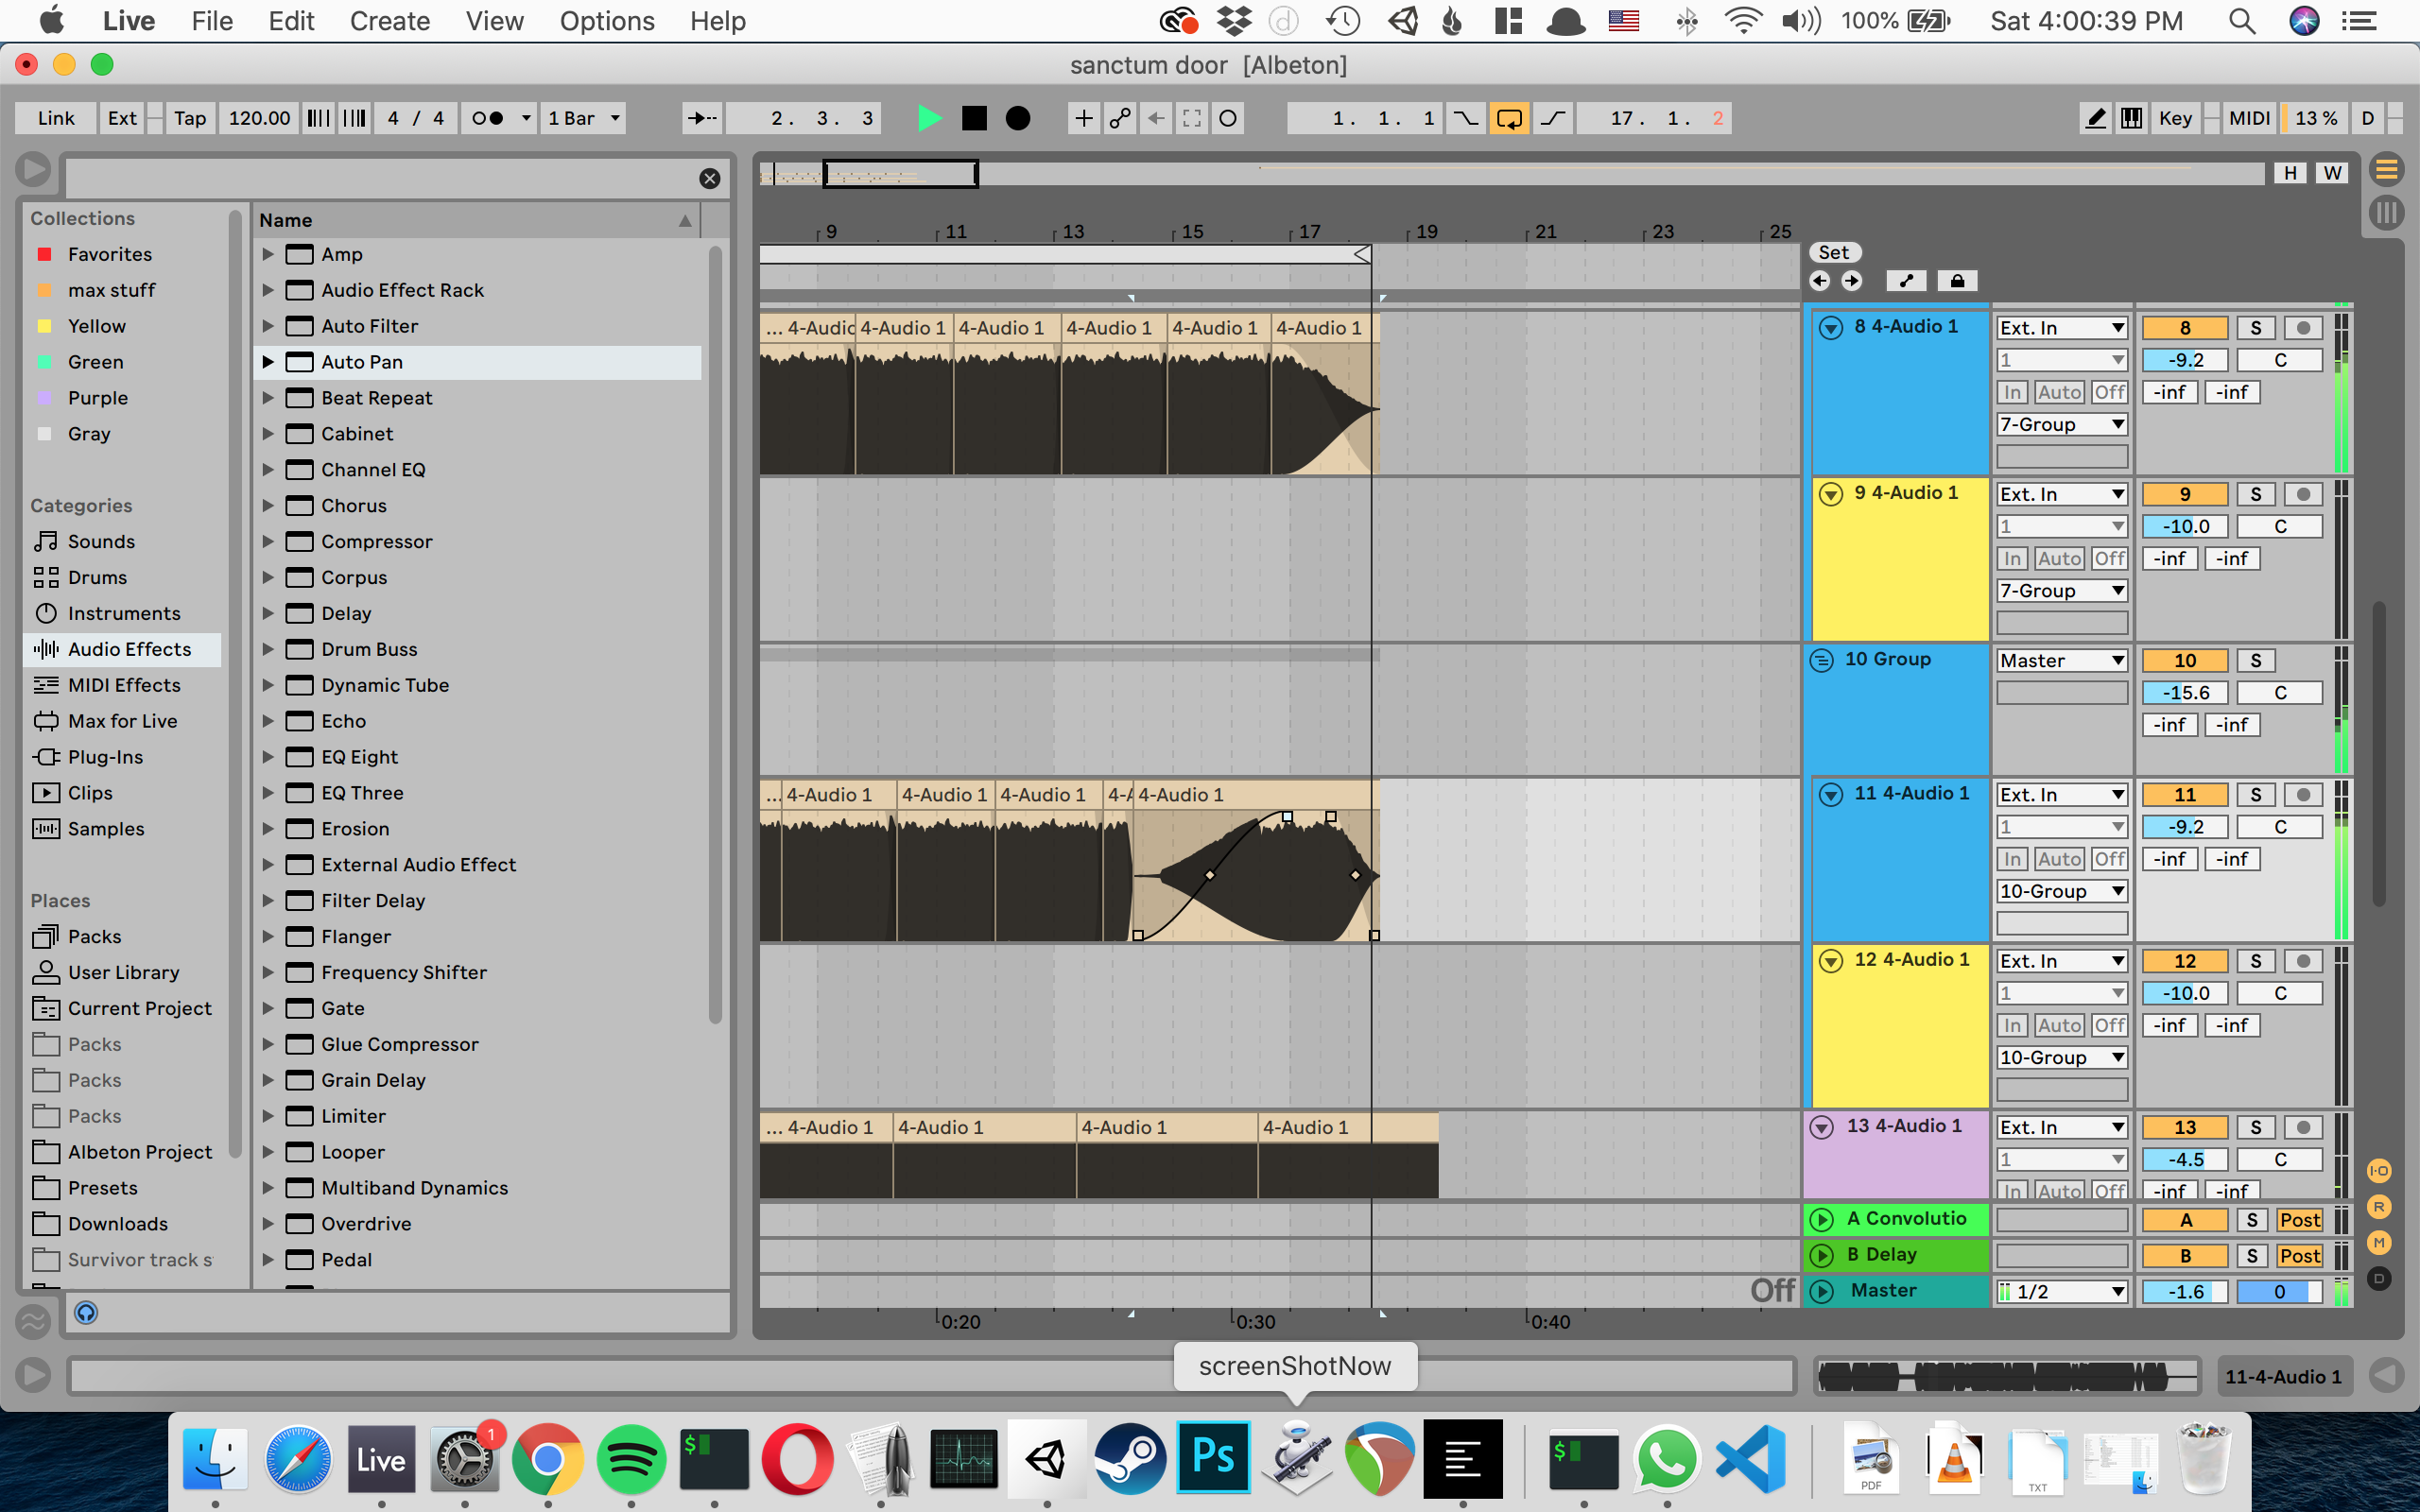 Live File Edit Create View Options Help 100% Sat 4:00:39 PM
sanctum door [Albeton]
Link Ext Tap 120.00 4 / 4 1 Bar 2. 3. 3 1. 1. 1 17. 1. 2 Key MIDI 13 % D
H W
Collections
Favorites
max stuff
Yellow
Green
Purple
Gray
Categories
Sounds
Drums
Instruments
Audio Effects
MIDI Effects
Max for Live
Plug-Ins
Clips
Samples
Places
Packs
User Library
Current Project
Packs
Packs
Packs
Albeton Project
Presets
Downloads
Survivor track s
Name
Amp
Audio Effect Rack
Auto Filter
Auto Pan
Beat Repeat
Cabinet
Channel EQ
Chorus
Compressor
Corpus
Delay
Drum Buss
Dynamic Tube
Echo
EQ Eight
EQ Three
Erosion
External Audio Effect
Filter Delay
Flanger
Frequency Shifter
Gate
Glue Compressor
Grain Delay
Limiter
Looper
Multiband Dynamics
Overdrive
Pedal
9 11 13 15 17 19 21 23 25
Set
... 4-Audio 4-Audio 1 4-Audio 1 4-Audio 1 4-Audio 1 4-Audio 1
8 4-Audio 1 Ext. In 8 S
1 -9.2 C
In Auto Off -inf -inf
7-Group
9 4-Audio 1 Ext. In 9 S
1 -10.0 C
In Auto Off -inf -inf
7-Group
10 Group Master 10 S
-15.6 C
-inf -inf
... 4-Audio 1 4-Audio 1 4-Audio 1 4-A 4-Audio 1
11 4-Audio 1 Ext. In 11 S
1 -9.2 C
In Auto Off -inf -inf
10-Group
12 4-Audio 1 Ext. In 12 S
1 -10.0 C
In Auto Off -inf -inf
10-Group
... 4-Audio 1 4-Audio 1 4-Audio 1 4-Audio 1
13 4-Audio 1 Ext. In 13 S
1 -4.5 C
In Auto Off -inf -inf
A Convolutio A S Post
B Delay B S Post
Off Master 1/2 -1.6 0
I·O
R
M
D
0:20 0:30 0:40
screenShotNow
11-4-Audio 1
Live
1
$
Ps
$
PDF
TXT